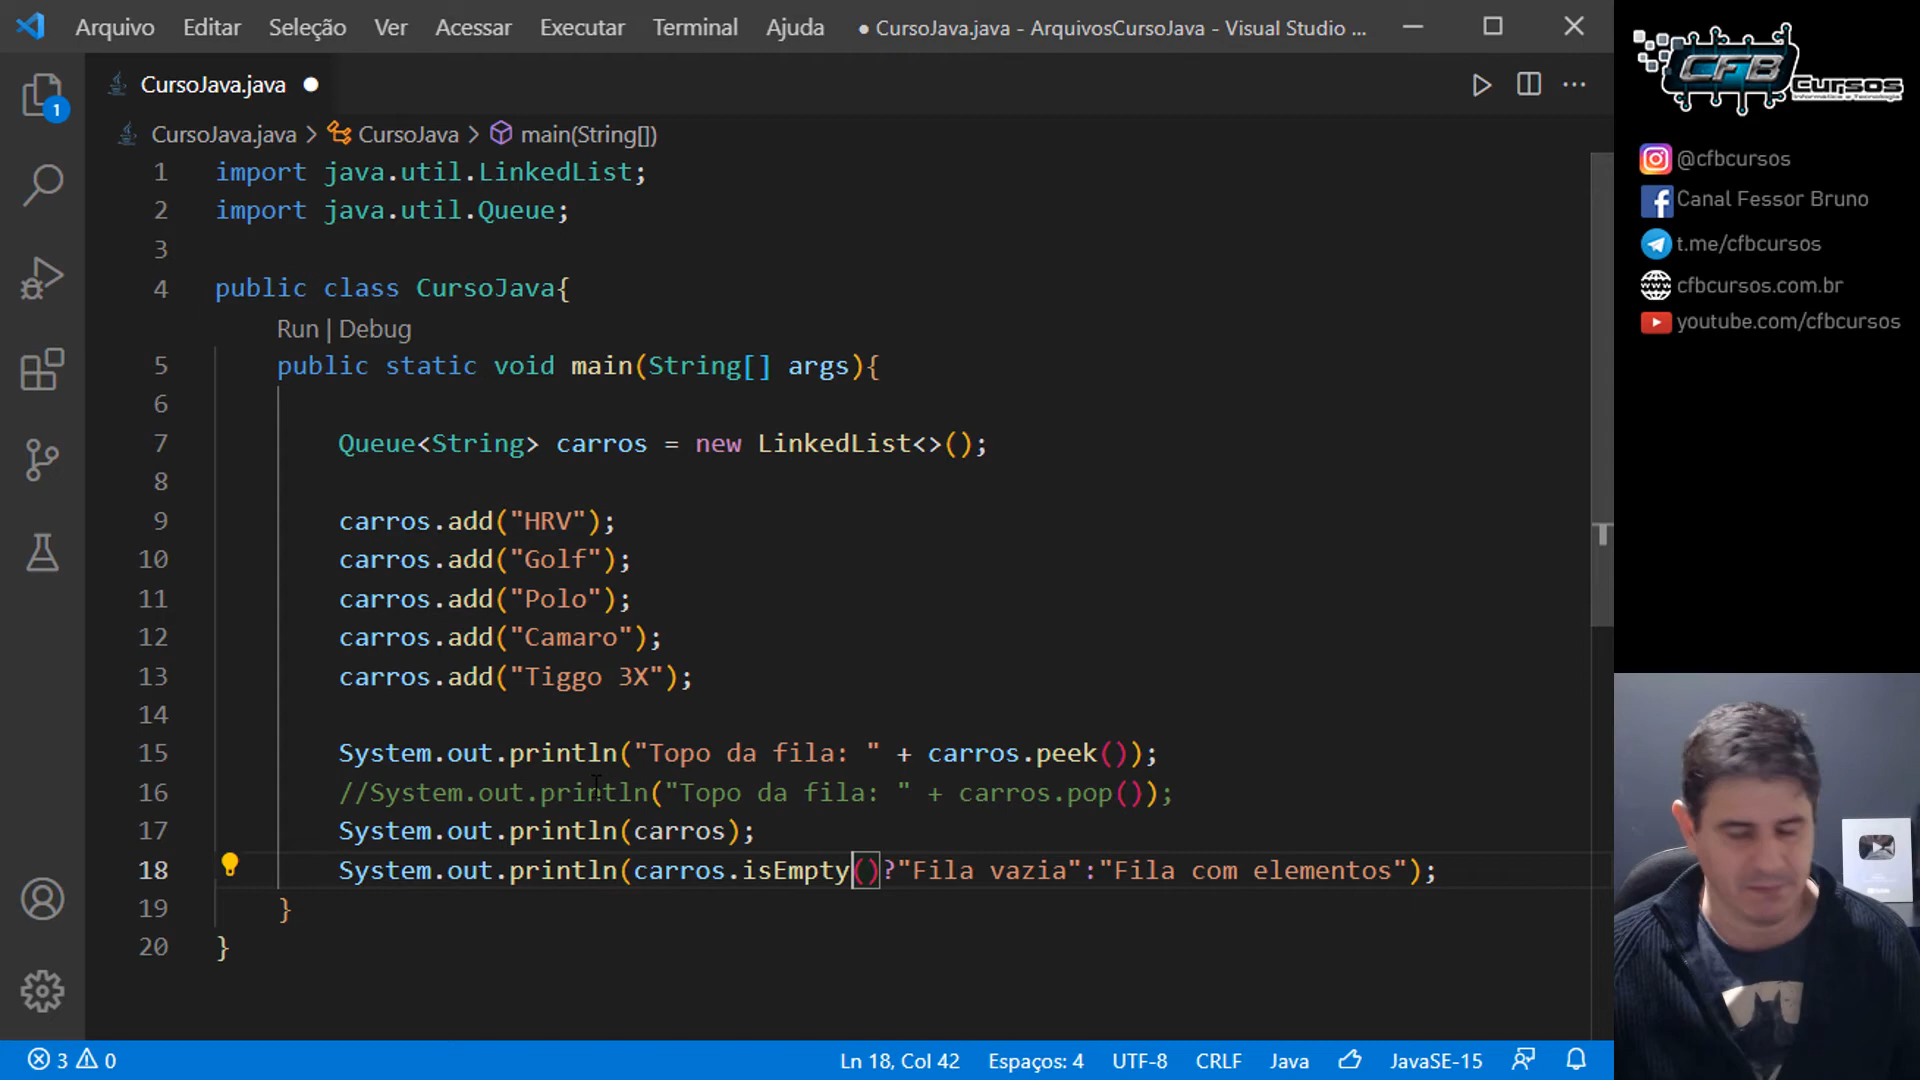 Arquivo Editar Seleção Ver Acessar Executar Terminal Ajuda ● CursoJava.java - ArquivosCursoJava - Visual Studio ...
CursoJava.java ●
CursoJava.java > CursoJava > main(String[])
1 import java.util.LinkedList;
2 import java.util.Queue;
3
4 public class CursoJava{
Run | Debug
5 public static void main(String[] args){
6
7 Queue<String> carros = new LinkedList<>();
8
9 carros.add("HRV");
10 carros.add("Golf");
11 carros.add("Polo");
12 carros.add("Camaro");
13 carros.add("Tiggo 3X");
14
15 System.out.println("Topo da fila: " + carros.peek());
16 //System.out.println("Topo da fila: " + carros.pop());
17 System.out.println(carros);
18 System.out.println(carros.isEmpty()?"Fila vazia":"Fila com elementos");
19 }
20 }
1
3 0 Ln 18, Col 42 Espaços: 4 UTF-8 CRLF Java JavaSE-15
CFB Cursos
@cfbcursos
Canal Fessor Bruno
t.me/cfbcursos
cfbcursos.com.br
youtube.com/cfbcursos